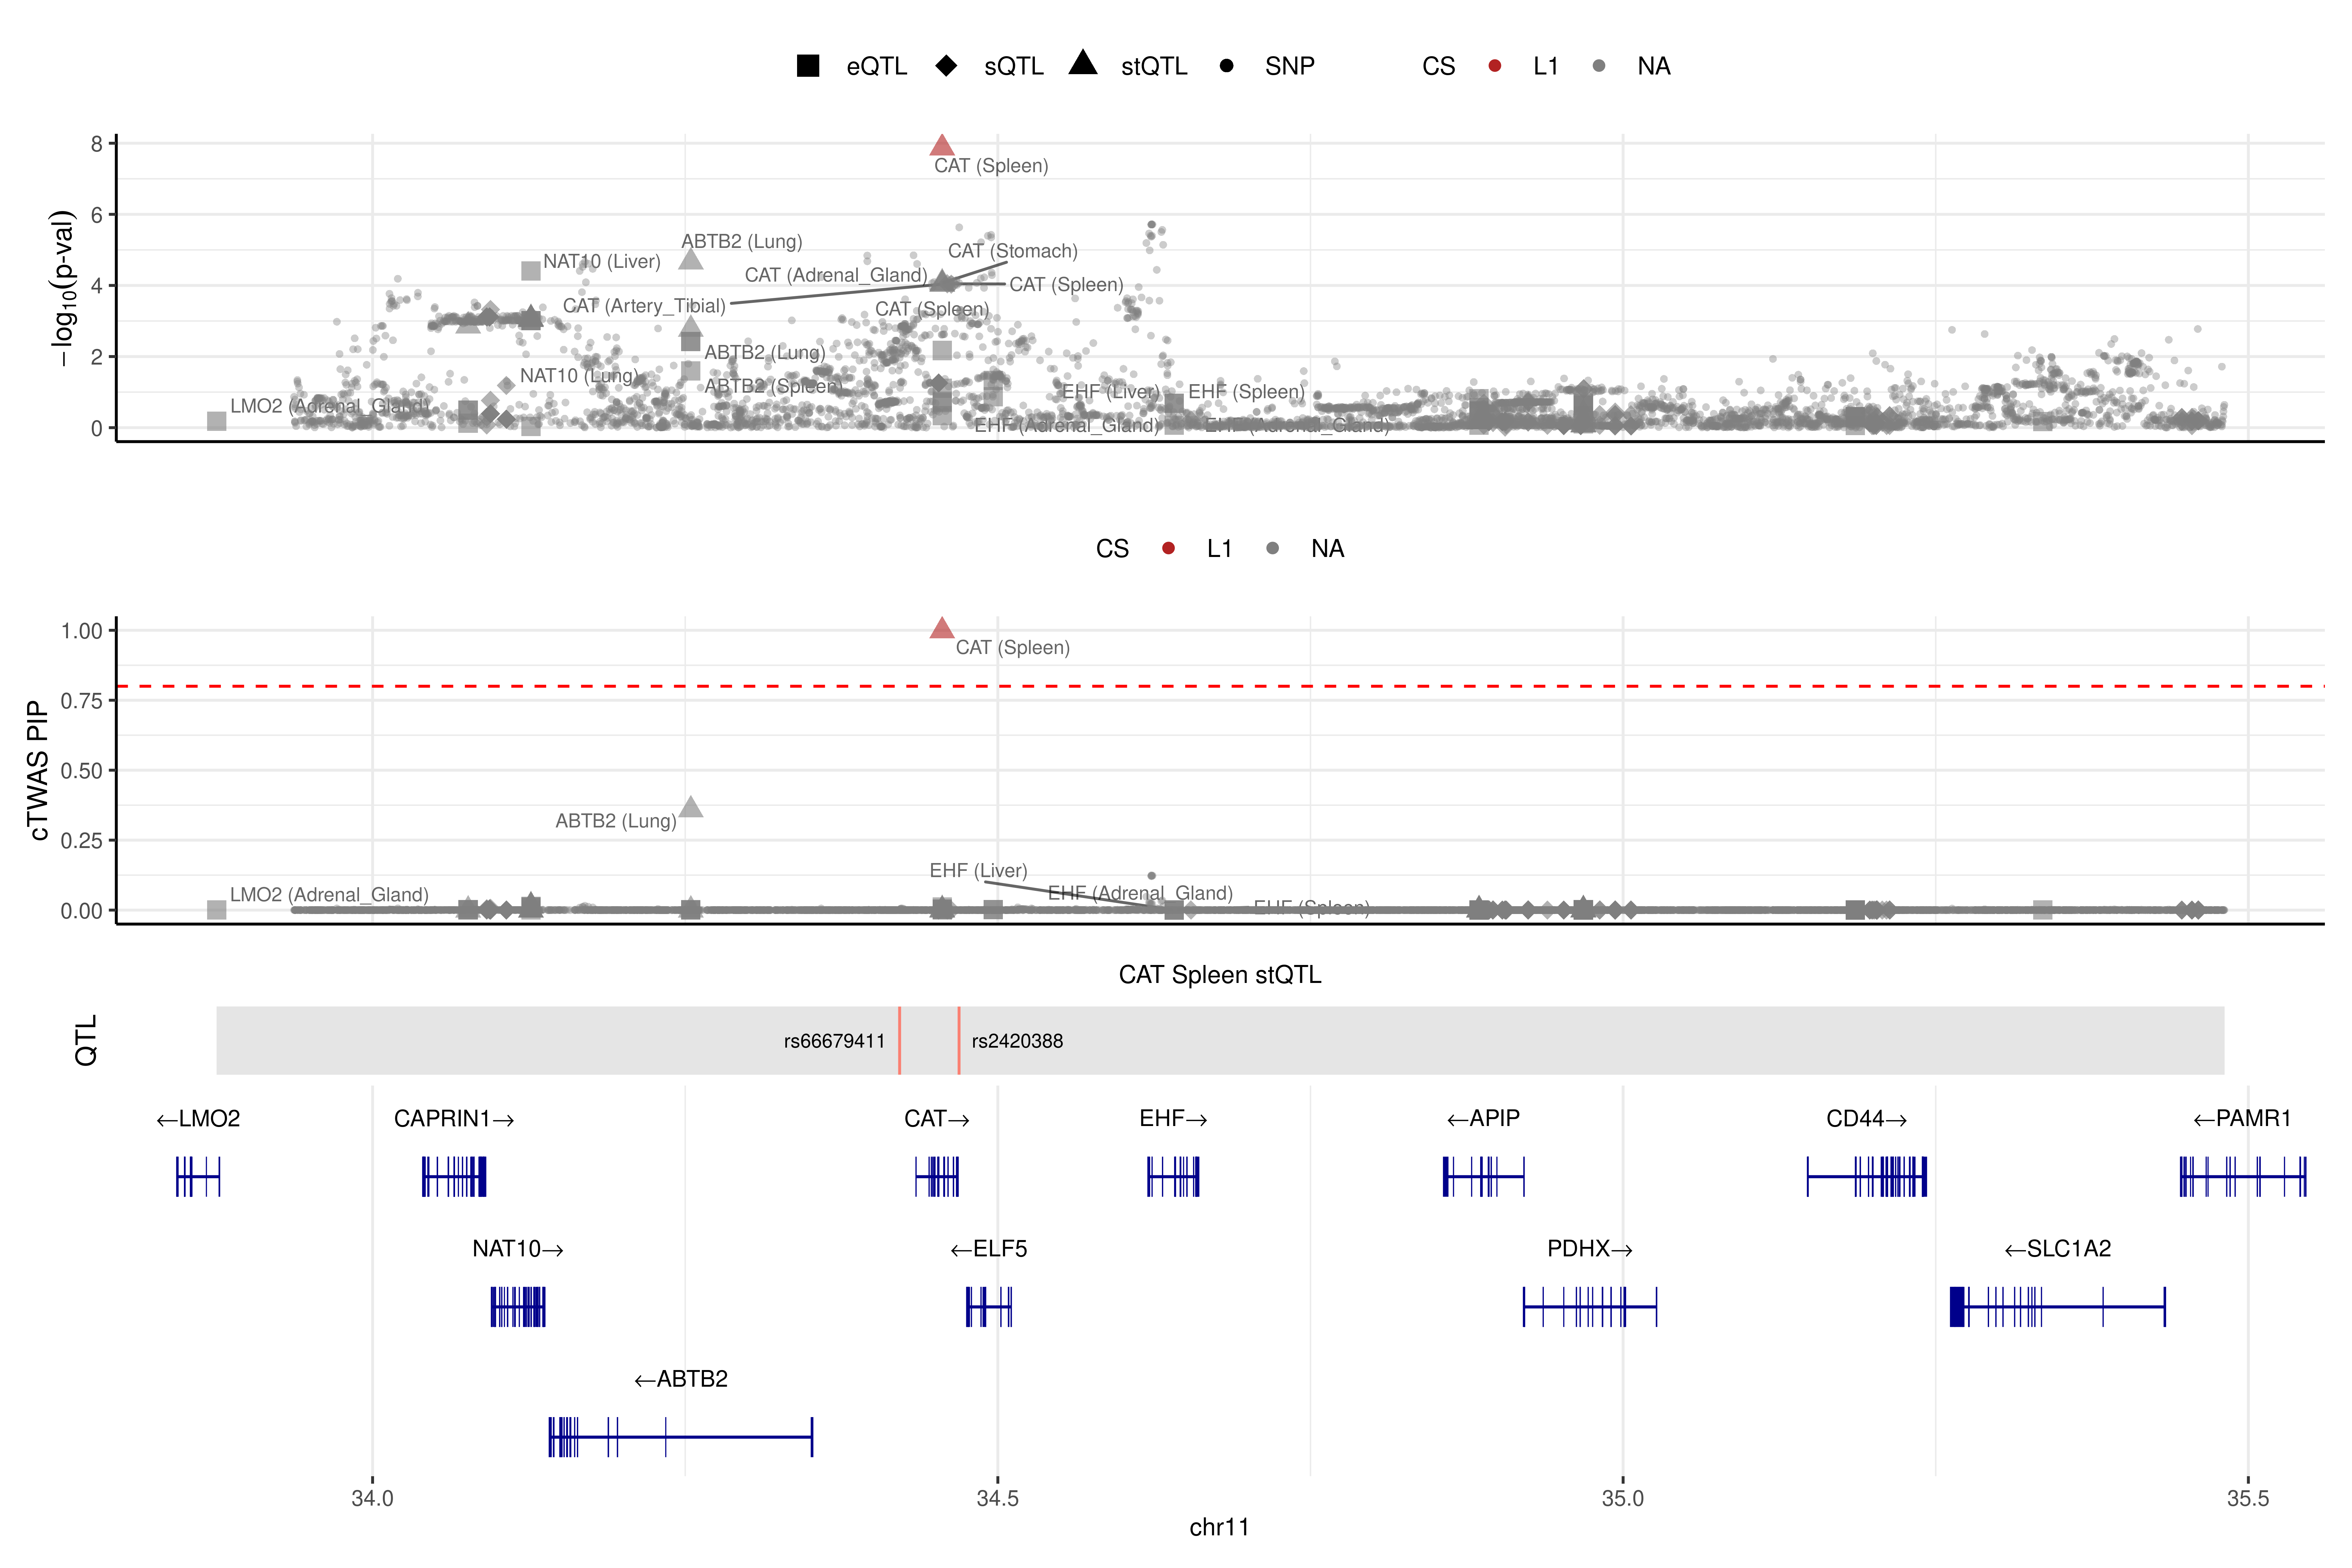 eQTL sQTL stQTL SNP CS L1 NA
−log10(p-val)
8
6
4
2
0
CAT (Spleen)
ABTB2 (Lung)
CAT (Stomach)
NAT10 (Liver)
CAT (Adrenal_Gland)
CAT (Spleen)
CAT (Artery_Tibial)
CAT (Spleen)
ABTB2 (Lung)
NAT10 (Lung)
ABTB2 (Spleen)
EHF (Liver)
EHF (Spleen)
LMO2 (Adrenal_Gland)
EHF (Adrenal_Gland)
EHF (Adrenal_Gland)
CS L1 NA
cTWAS PIP
1.00
0.75
0.50
0.25
0.00
CAT (Spleen)
ABTB2 (Lung)
EHF (Liver)
LMO2 (Adrenal_Gland)
EHF (Adrenal_Gland)
EHF (Spleen)
CAT Spleen stQTL
QTL
rs66679411
rs2420388
←LMO2 CAPRIN1→ CAT→ EHF→ ←APIP CD44→ ←PAMR1
NAT10→ ←ELF5 PDHX→ ←SLC1A2
←ABTB2
34.0 34.5 35.0 35.5
chr11